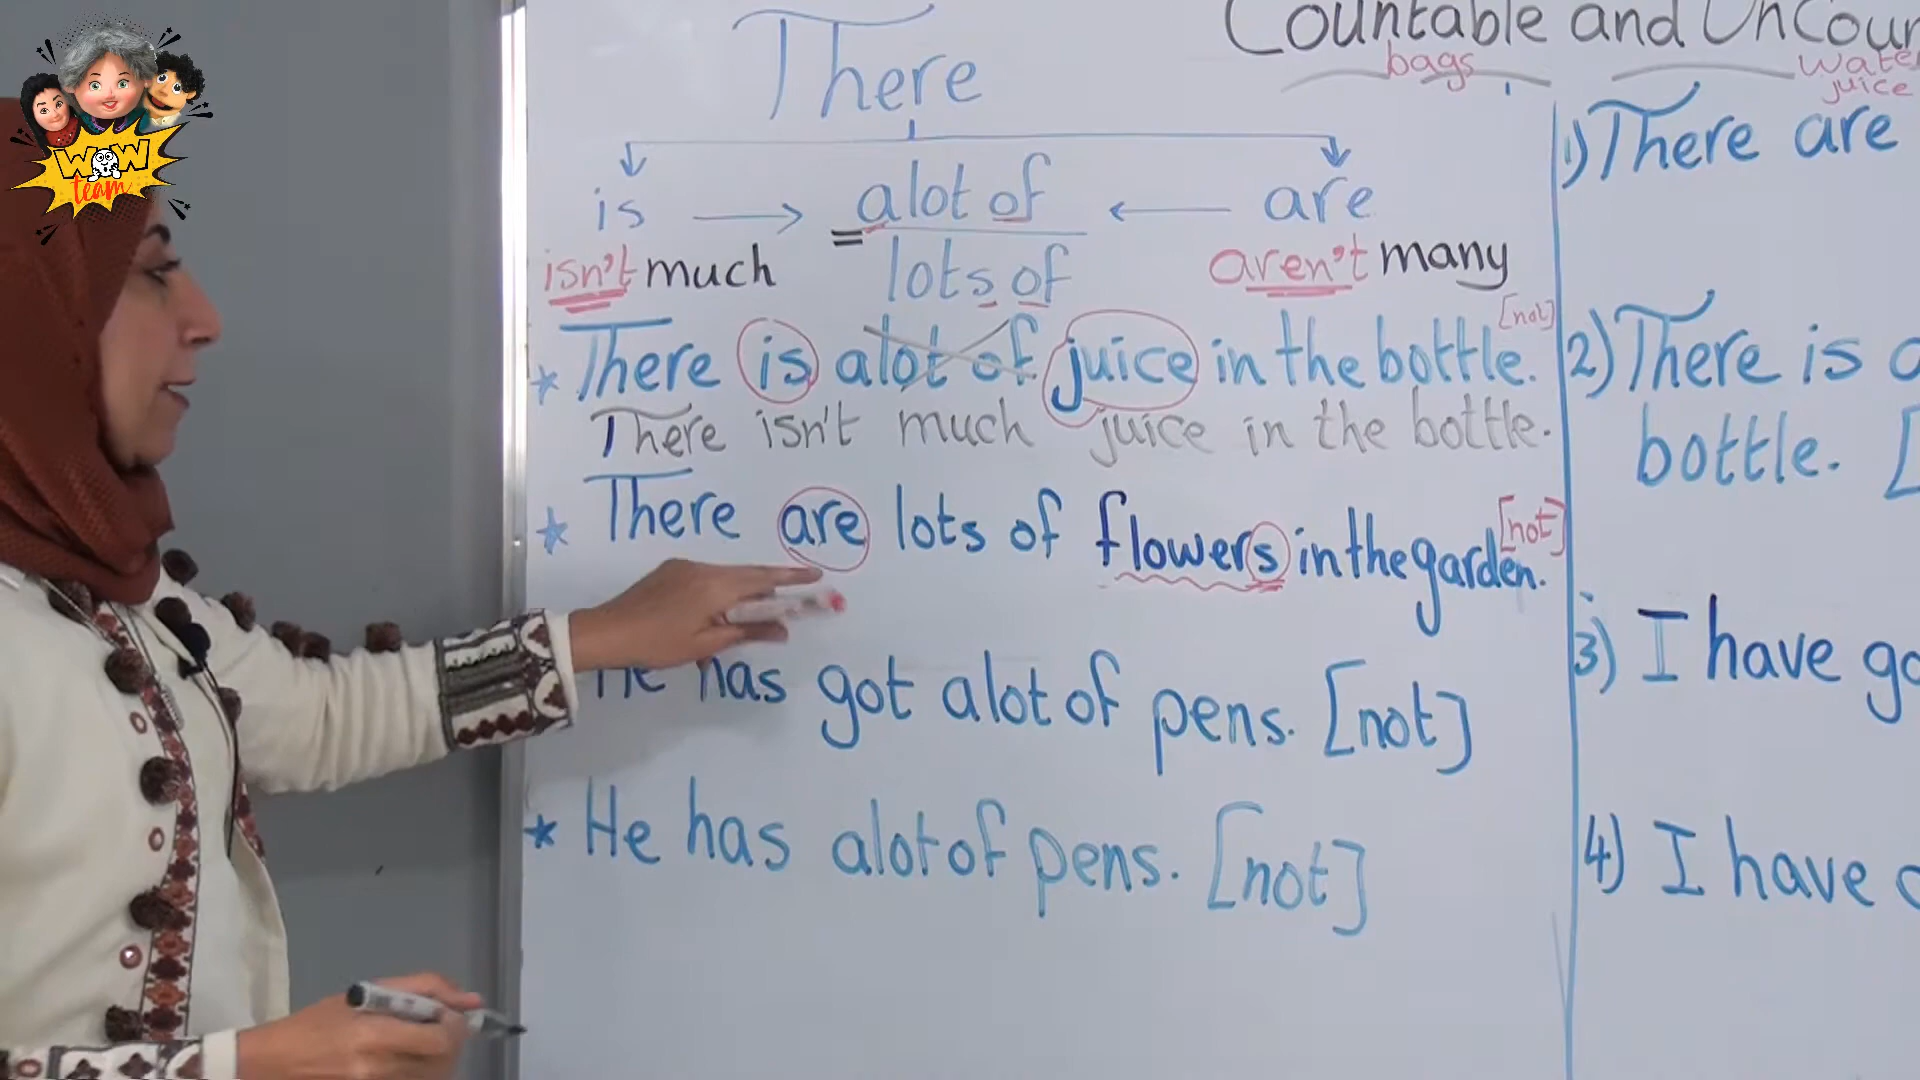 WOW
team
There
is → = alot of ← are
lots of
isn't much
aren't many
★ There is alot of juice in the bottle. [not]
There isn't much juice in the bottle.
★ There are lots of flowers in the garden. [not]
He has got alot of pens. [not]
★ He has alot of pens. [not]
Countable and
bags
juice
1) There are
2) There is
bottle. [
3) I have
4) I have